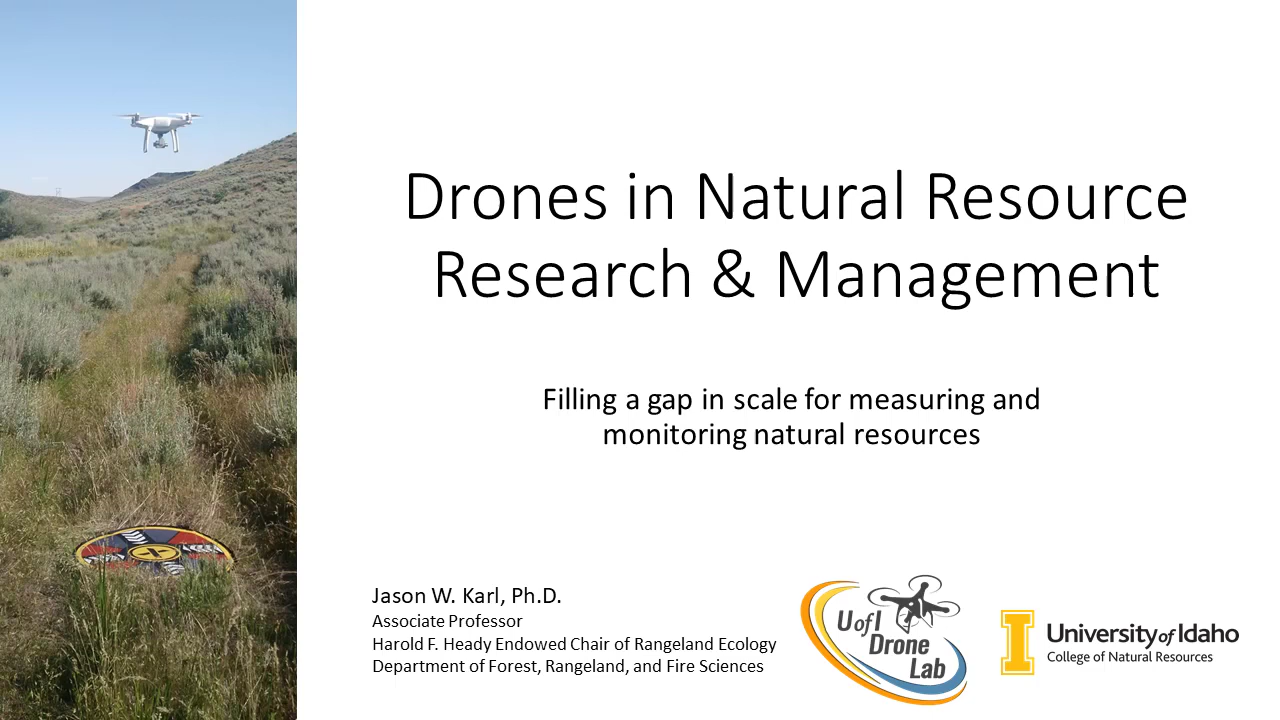 Drones in Natural Resource
Research & Management
Filling a gap in scale for measuring and
monitoring natural resources
Jason W. Karl, Ph.D.
Associate Professor
Harold F. Heady Endowed Chair of Rangeland Ecology
Department of Forest, Rangeland, and Fire Sciences
U of I
Drone
Lab
I
University of Idaho
College of Natural Resources